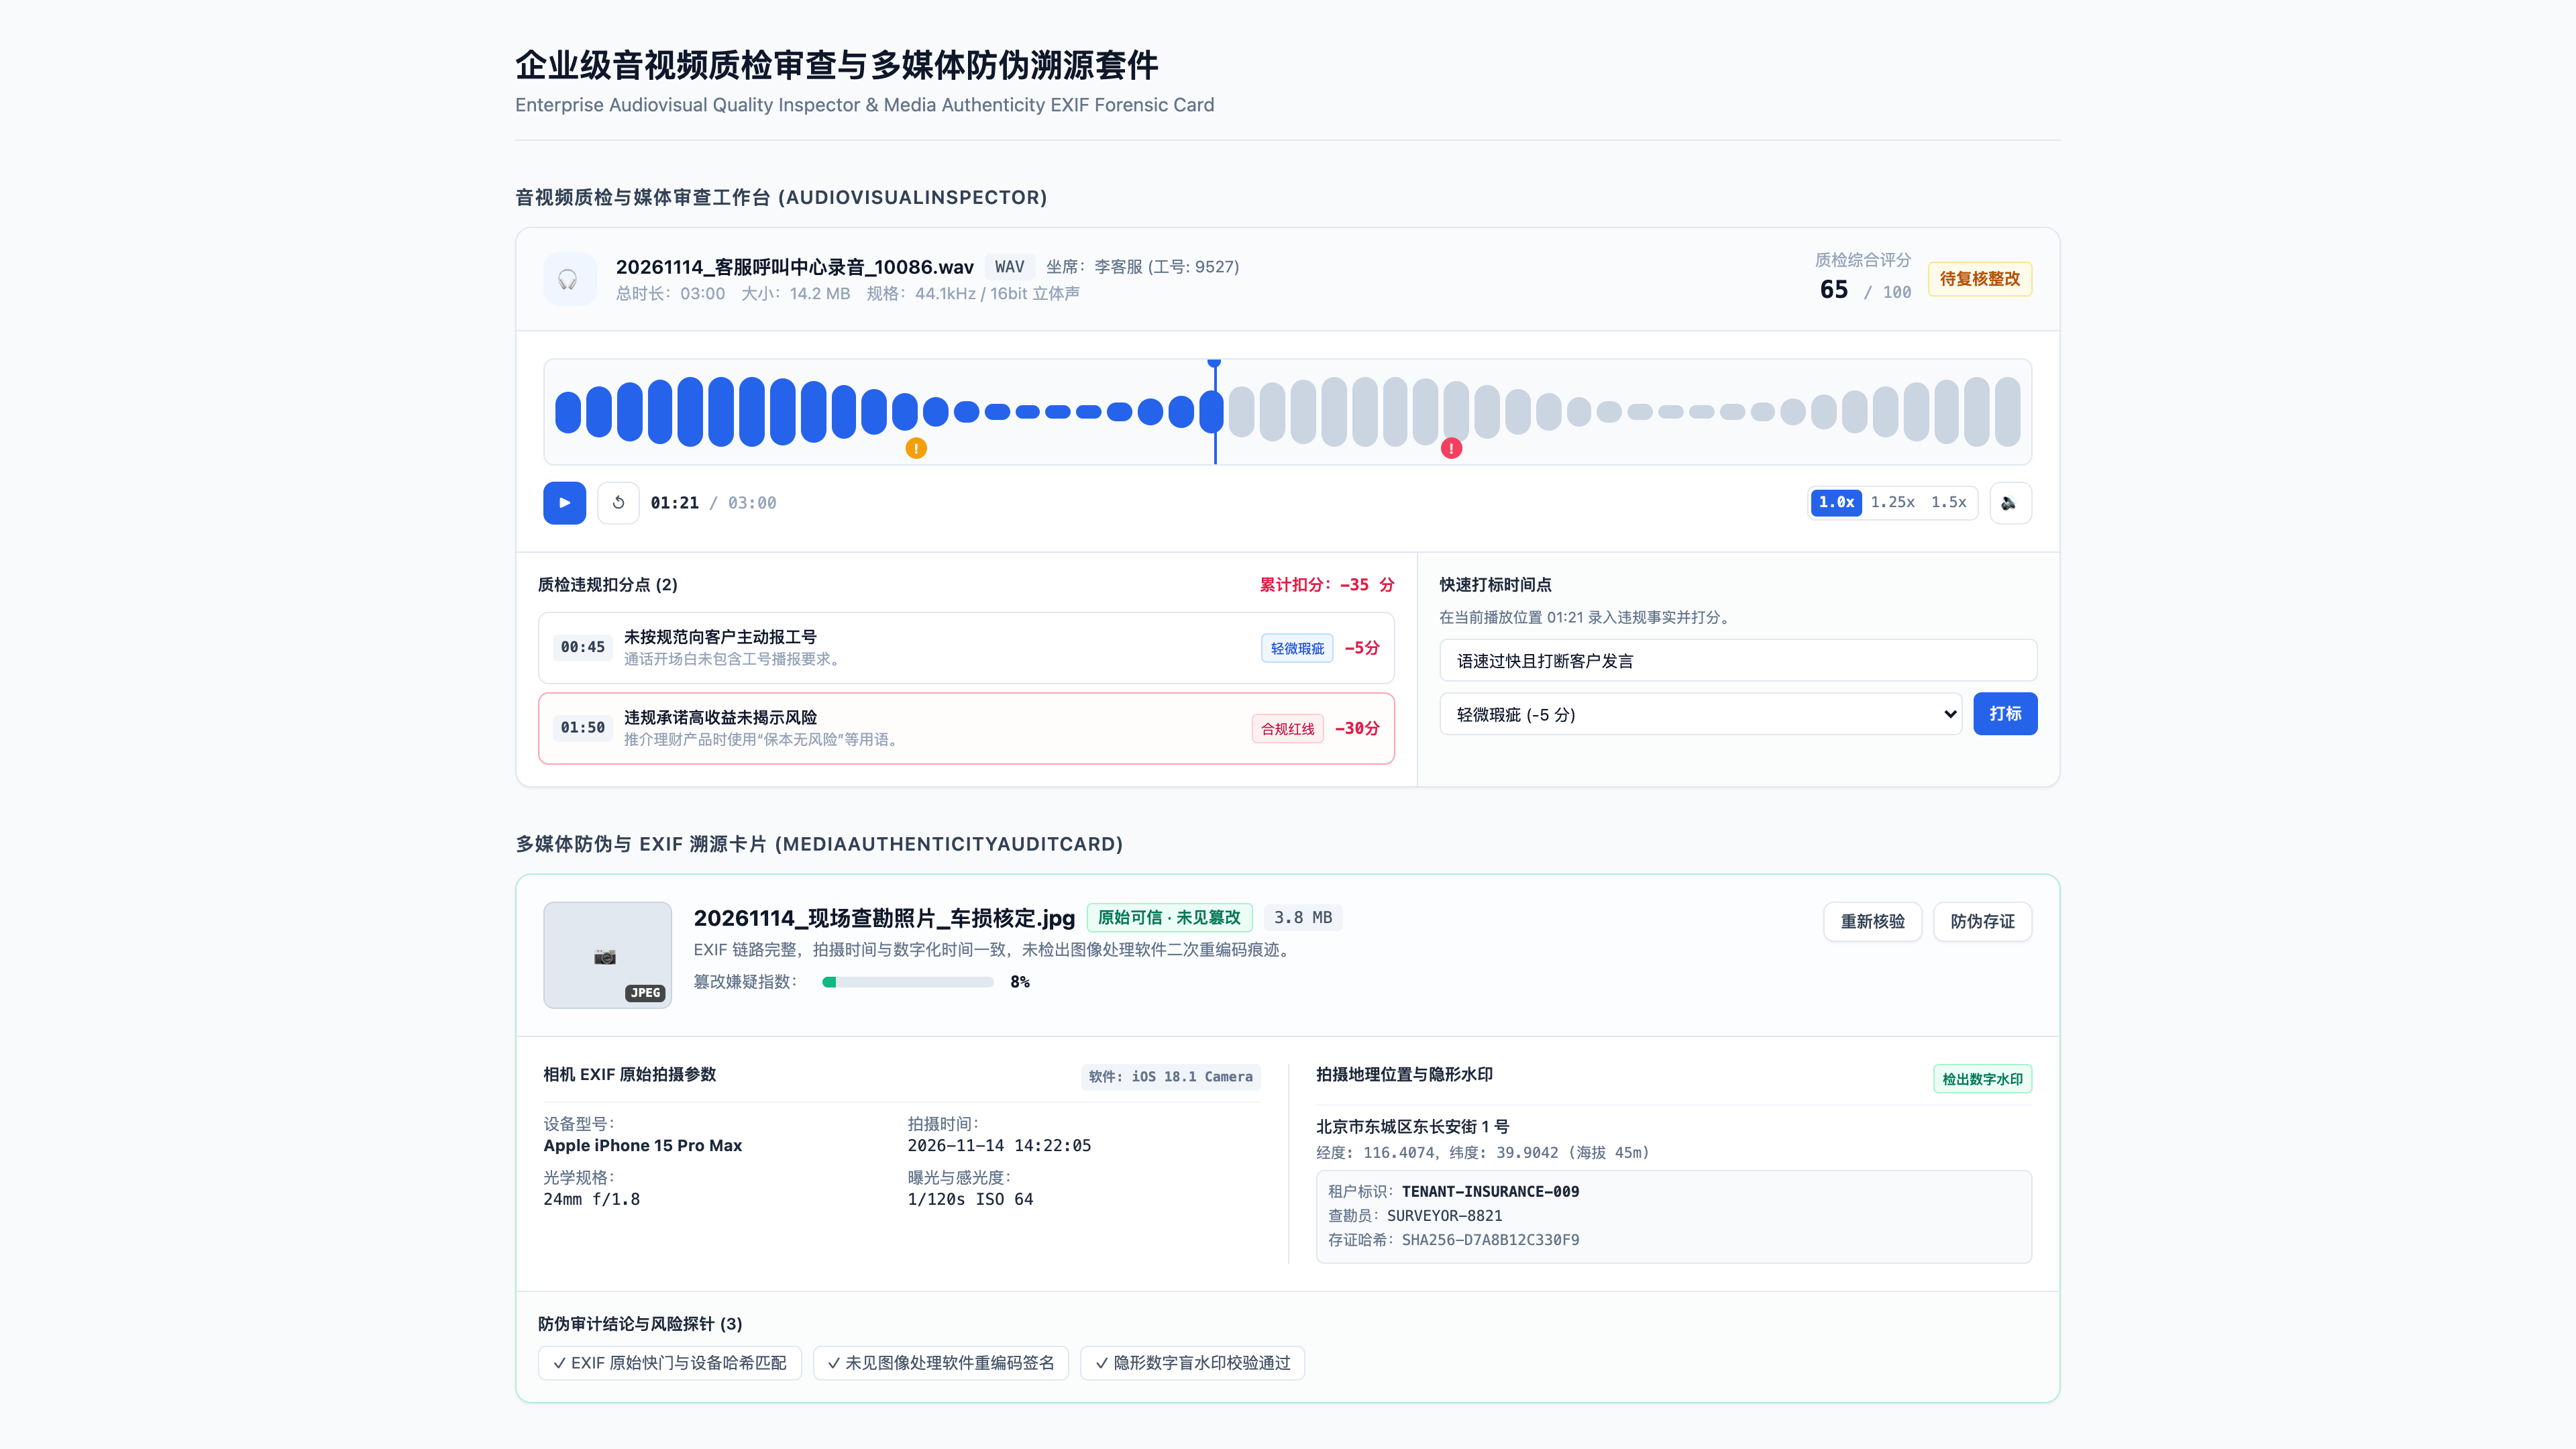 企业级音视频质检审查与多媒体防伪溯源套件
Enterprise Audiovisual Quality Inspector & Media Authenticity EXIF Forensic Card
音视频质检与媒体审查工作台 (AUDIOVISUALINSPECTOR)
20261114_客服呼叫中心录音_10086.wav WAV 坐席：李客服 (工号: 9527)
总时长：03:00 大小：14.2 MB 规格：44.1kHz / 16bit 立体声
质检综合评分
65 / 100
待复核整改
01:21 / 03:00
1.0x 1.25x 1.5x
质检违规扣分点 (2)
累计扣分：-35 分
00:45
未按规范向客户主动报工号
通话开场白未包含工号播报要求。
轻微瑕疵 -5分
01:50
违规承诺高收益未揭示风险
推介理财产品时使用“保本无风险”等用语。
合规红线 -30分
快速打标时间点
在当前播放位置 01:21 录入违规事实并打分。
语速过快且打断客户发言
轻微瑕疵 (-5 分)
打标
多媒体防伪与 EXIF 溯源卡片 (MEDIAAUTHENTICITYAUDITCARD)
JPEG
20261114_现场查勘照片_车损核定.jpg 原始可信 · 未见篡改 3.8 MB
EXIF 链路完整，拍摄时间与数字化时间一致，未检出图像处理软件二次重编码痕迹。
篡改嫌疑指数： 8%
重新核验 防伪存证
相机 EXIF 原始拍摄参数
软件: iOS 18.1 Camera
设备型号：
Apple iPhone 15 Pro Max
拍摄时间：
2026-11-14 14:22:05
光学规格：
24mm f/1.8
曝光与感光度：
1/120s ISO 64
拍摄地理位置与隐形水印
检出数字水印
北京市东城区东长安街 1 号
经度: 116.4074, 纬度: 39.9042 (海拔 45m)
租户标识：TENANT-INSURANCE-009
查勘员：SURVEYOR-8821
存证哈希：SHA256-D7A8B12C330F9
防伪审计结论与风险探针 (3)
✓ EXIF 原始快门与设备哈希匹配 ✓ 未见图像处理软件重编码签名 ✓ 隐形数字盲水印校验通过